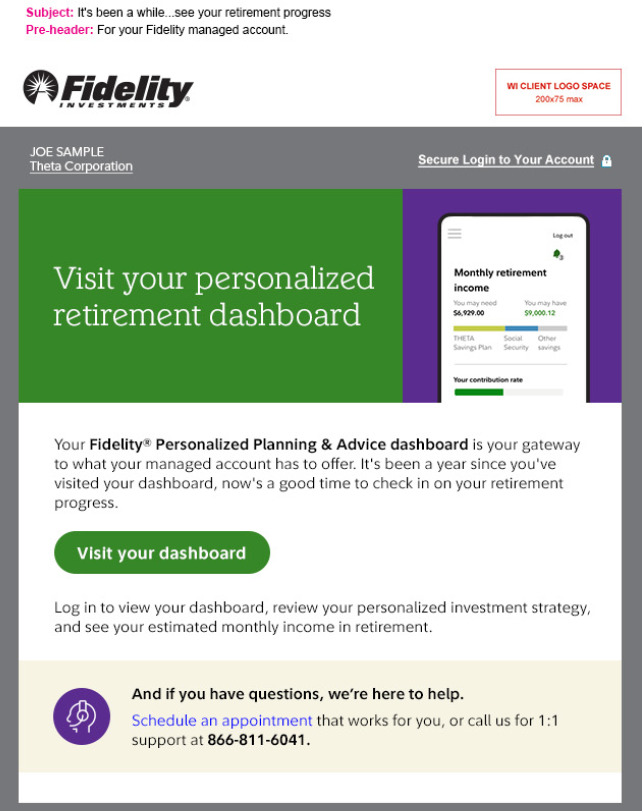 Subject: It's been a while...see your retirement progress
Pre-header: For your Fidelity managed account.
Fidelity®
INVESTMENTS
WI CLIENT LOGO SPACE
200x75 max
JOE SAMPLE
Theta Corporation
Secure Login to Your Account
Visit your personalized
retirement dashboard
Log out
3
Monthly retirement
income
You may need You may have
$6,929.00 $9,000.12
THETA Social Other
Savings Plan Security savings
Your contribution rate
Your Fidelity® Personalized Planning & Advice dashboard is your gateway
to what your managed account has to offer. It's been a year since you've
visited your dashboard, now's a good time to check in on your retirement
progress.
Visit your dashboard
Log in to view your dashboard, review your personalized investment strategy,
and see your estimated monthly income in retirement.
And if you have questions, we’re here to help.
Schedule an appointment that works for you, or call us for 1:1
support at 866-811-6041.